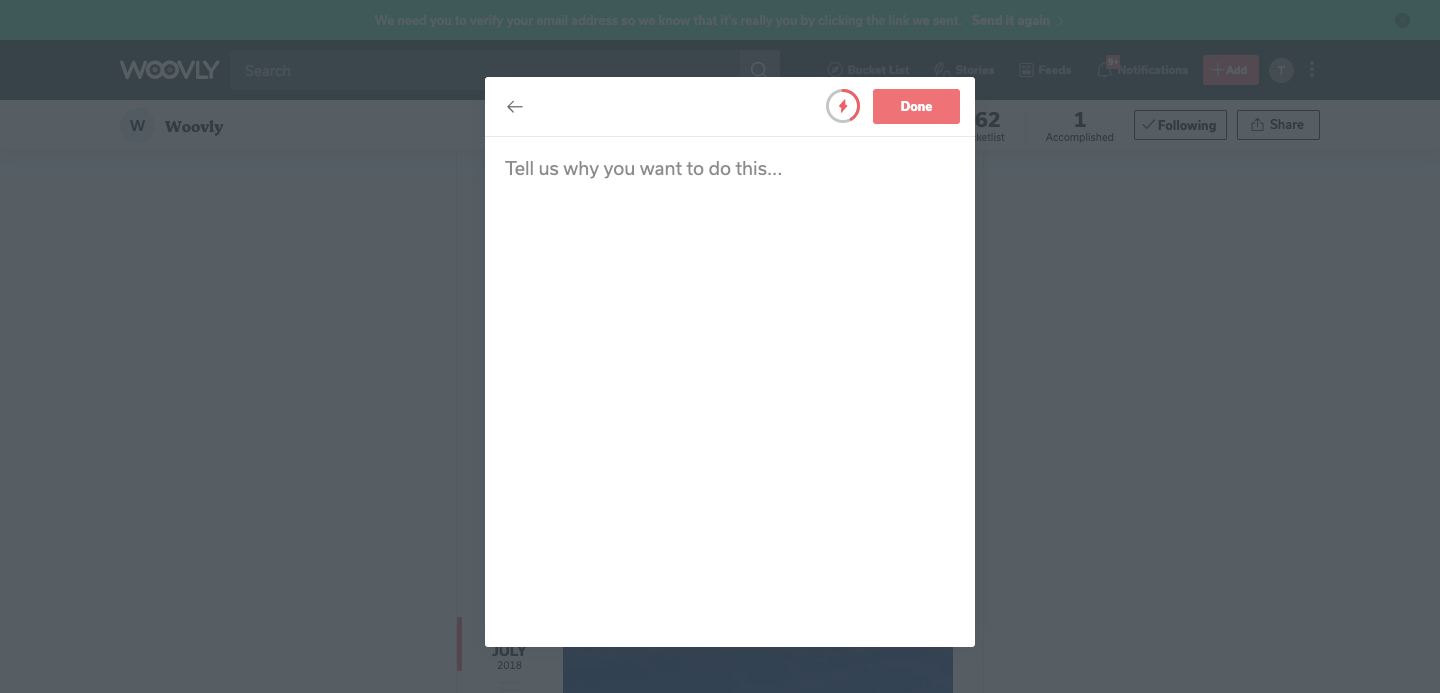 We need you to verify your email address so we know that it's really you by clicking the link we sent. Send it again
WOOVLY Search Bucket List Stories Feeds 9+ Notifications Add T
Done
W Woovly
62 1 Following Share
ketlist Accomplished
Tell us why you want to do this...
JULY
2018